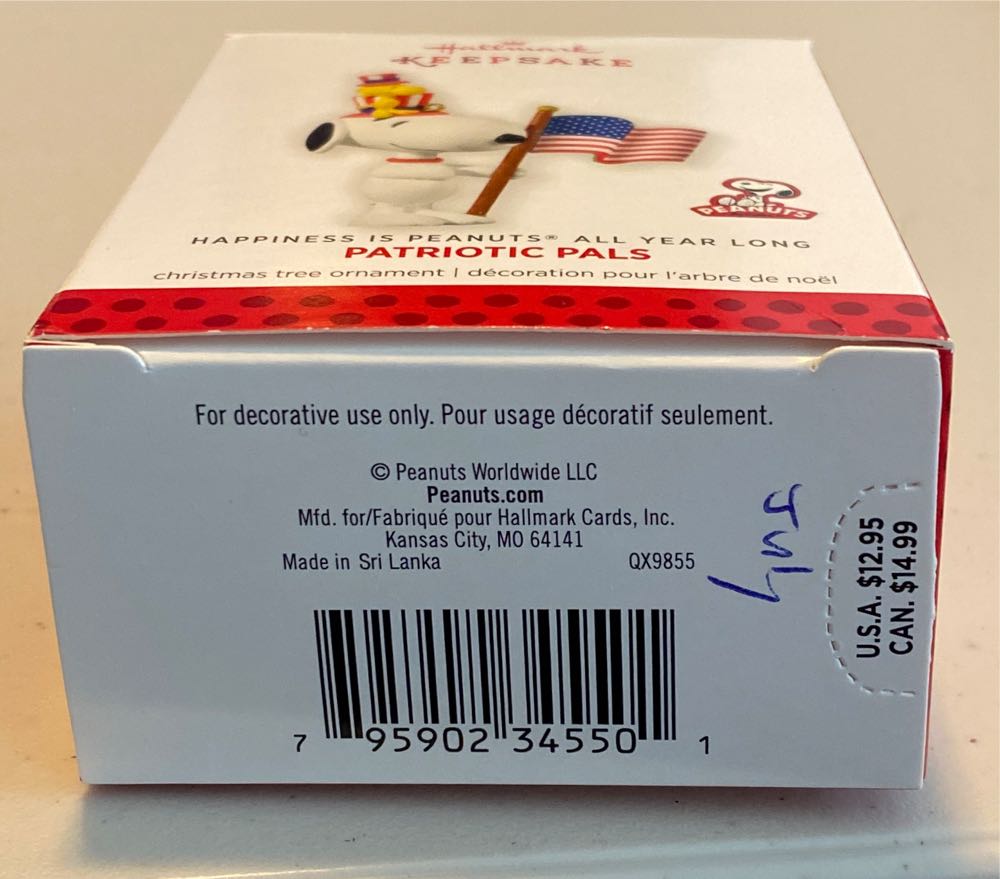 Hallmark
KEEPSAKE
PEANUTS
HAPPINESS IS PEANUTS® ALL YEAR LONG
PATRIOTIC PALS
christmas tree ornament | décoration pour l'arbre de noël
For decorative use only. Pour usage décoratif seulement.
© Peanuts Worldwide LLC
Peanuts.com
Mfd. for/Fabriqué pour Hallmark Cards, Inc.
Kansas City, MO 64141
Made in Sri Lanka QX9855
July
U.S.A. $12.95
CAN. $14.99
7 95902 34550 1